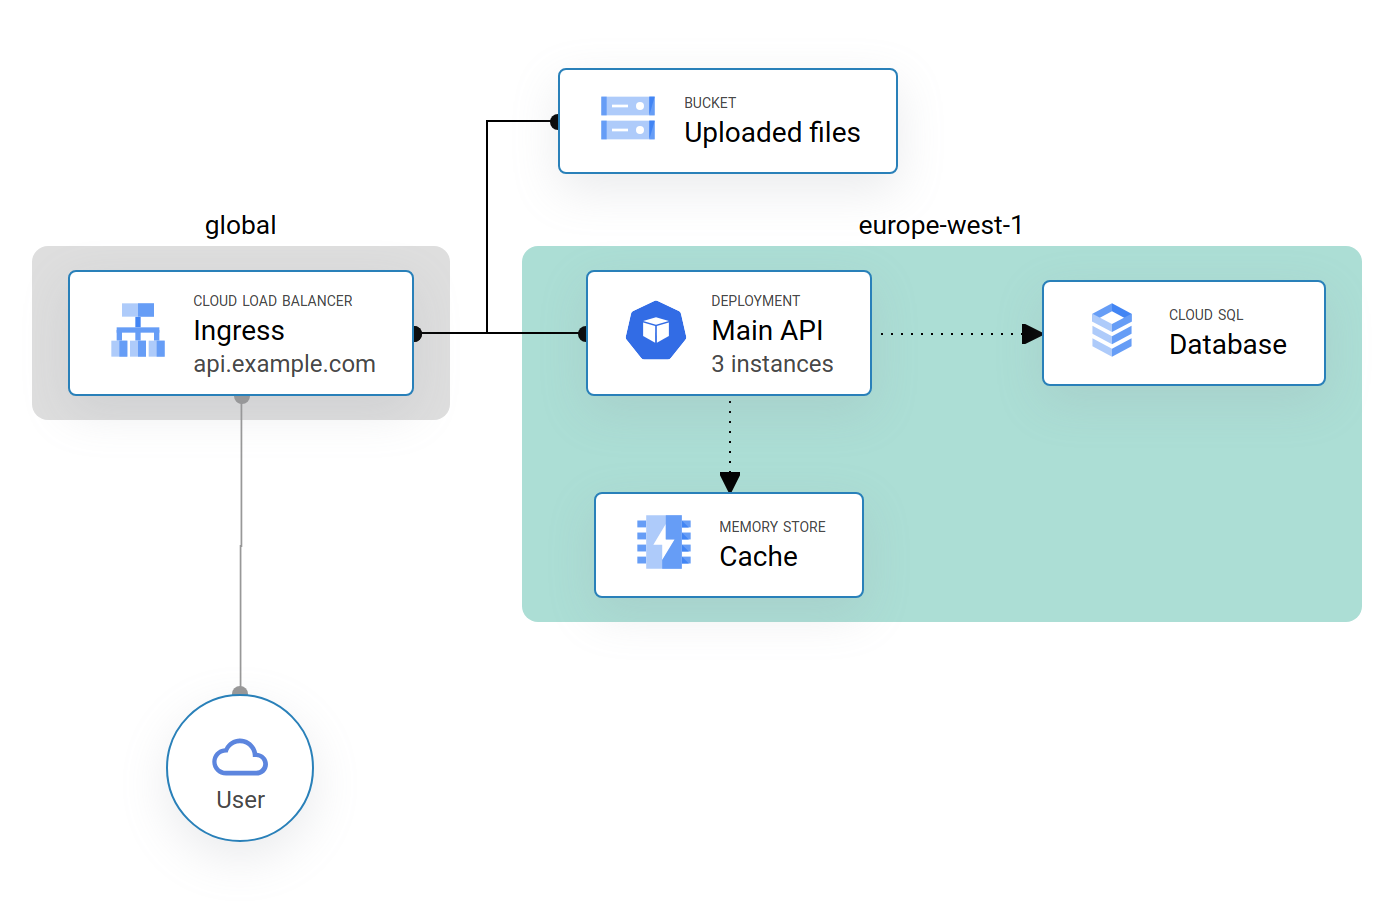 BUCKET
Uploaded files
global
europe-west-1
CLOUD LOAD BALANCER
Ingress
api.example.com
DEPLOYMENT
Main API
3 instances
CLOUD SQL
Database
MEMORY STORE
Cache
User